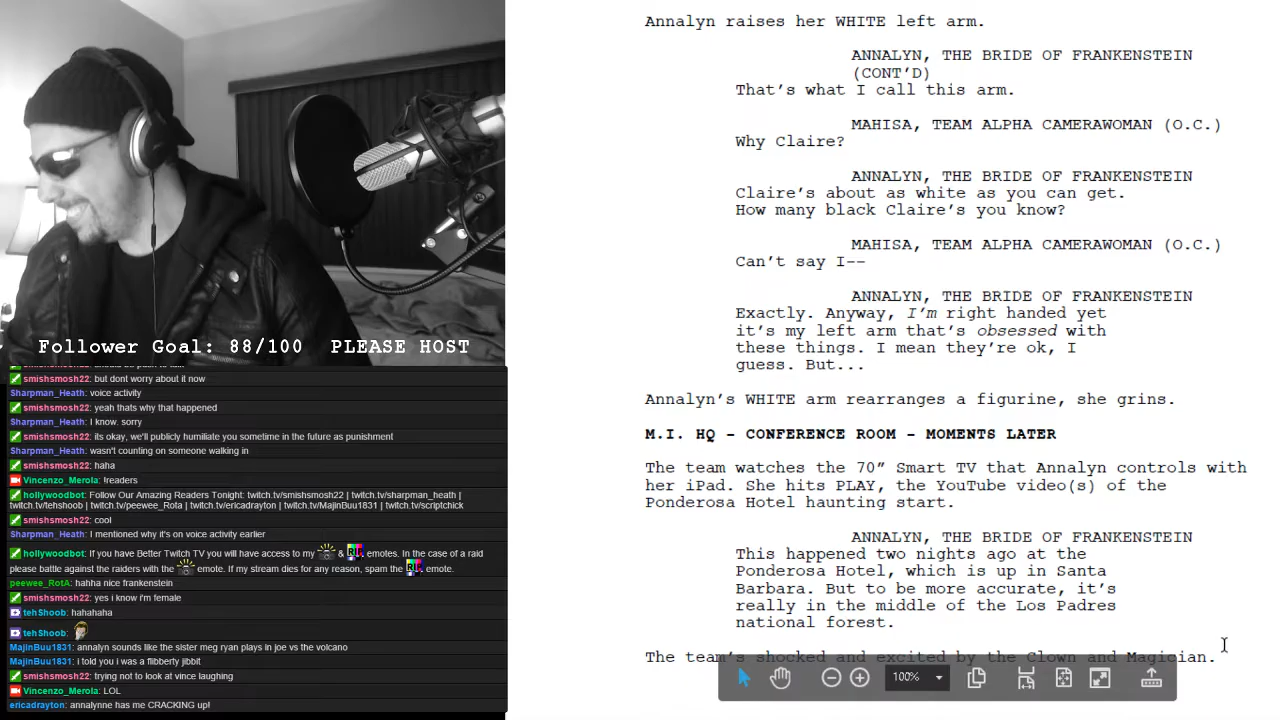 Follower Goal: 88/100 PLEASE HOST
smishsmosh22: but dont worry about it now
Sharpman_Heath: voice activity
smishsmosh22: yeah thats why that happened
Sharpman_Heath: I know. sorry
smishsmosh22: its okay, we'll publicly humiliate you sometime in the future as punishment
Sharpman_Heath: wasn't counting on someone walking in
smishsmosh22: haha
Vincenzo_Merola: !readers
hollywoodbot: Follow Our Amazing Readers Tonight: twitch.tv/smishsmosh22 | twitch.tv/sharpman_heath |
twitch.tv/tehshoob | twitch.tv/peewee_Rota | twitch.tv/ericadrayton | twitch.tv/MajinBuu1831 | twitch.tv/scriptchick
smishsmosh22: cool
Sharpman_Heath: I mentioned why it's on voice activity earlier
hollywoodbot: If you have Better Twitch TV you will have access to my & emotes. In the case of a raid
please battle against the raiders with the emote. If my stream dies for any reason, spam the emote.
peewee_RotA: hahha nice frankenstein
smishsmosh22: yes i know i'm female
tehShoob: hahahaha
tehShoob:
MajinBuu1831: annalyn sounds like the sister meg ryan plays in joe vs the volcano
MajinBuu1831: i told you i was a flibberty jibbit
smishsmosh22: trying not to look at vince laughing
Vincenzo_Merola: LOL
ericadrayton: annalynne has me CRACKING up!
Annalyn raises her WHITE left arm.
ANNALYN, THE BRIDE OF FRANKENSTEIN
(CONT'D)
That's what I call this arm.
MAHISA, TEAM ALPHA CAMERAWOMAN (O.C.)
Why Claire?
ANNALYN, THE BRIDE OF FRANKENSTEIN
Claire's about as white as you can get.
How many black Claire's you know?
MAHISA, TEAM ALPHA CAMERAWOMAN (O.C.)
Can't say I--
ANNALYN, THE BRIDE OF FRANKENSTEIN
Exactly. Anyway, I'm right handed yet
it's my left arm that's obsessed with
these things. I mean they're ok, I
guess. But...
Annalyn's WHITE arm rearranges a figurine, she grins.
M.I. HQ - CONFERENCE ROOM - MOMENTS LATER
The team watches the 70" Smart TV that Annalyn controls with
her iPad. She hits PLAY, the YouTube video(s) of the
Ponderosa Hotel haunting start.
ANNALYN, THE BRIDE OF FRANKENSTEIN
This happened two nights ago at the
Ponderosa Hotel, which is up in Santa
Barbara. But to be more accurate, it's
really in the middle of the Los Padres
national forest.
The team's shocked and excited by the Clown and Magician.
100%